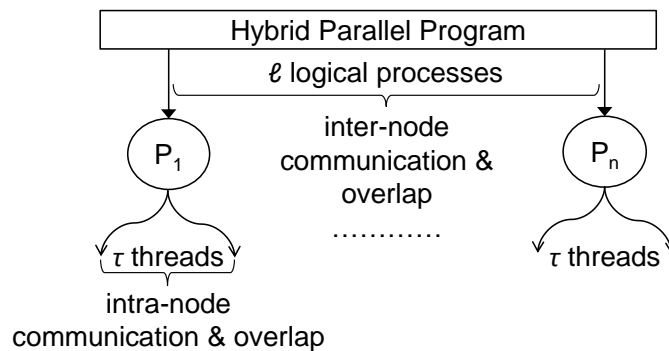 Hybrid Parallel Program
ℓ logical processes
inter-node
communication &
overlap
P₁
Pₙ
............
τ threads
τ threads
intra-node
communication & overlap